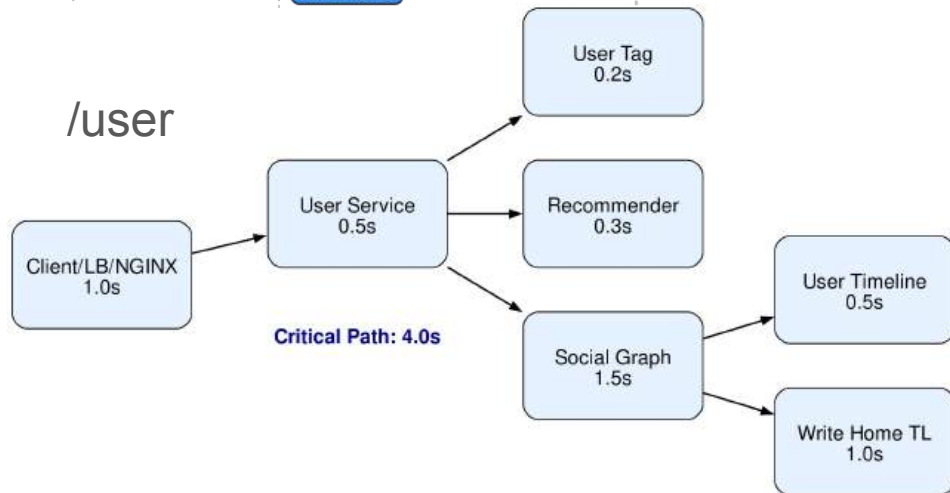 /user
Client/LB/NGINX
1.0s
User Service
0.5s
User Tag
0.2s
Recommender
0.3s
Social Graph
1.5s
User Timeline
0.5s
Write Home TL
1.0s
Critical Path: 4.0s